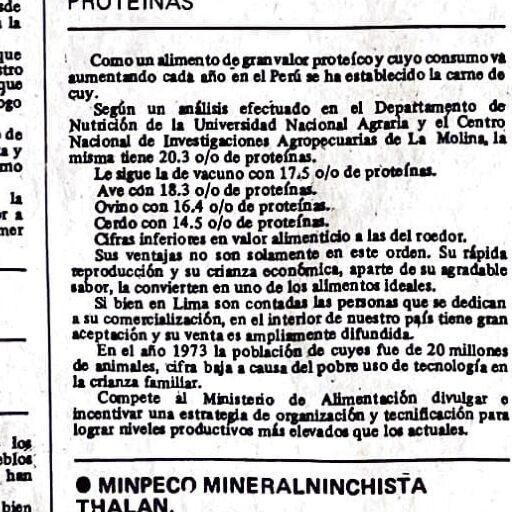 PROTEINAS
Como un alimento de gran valor proteíco y cuyo consumo va
aumentando cada año en el Perú se ha establecido la carne de
cuy.
Según un análisis efectuado en el Departamento de
Nutrición de la Universidad Nacional Agraria y el Centro
Nacional de Investigaciones Agropecuarias de La Molina, la
misma tiene 20.3 o/o de proteínas.
Le sigue la de vacuno con 17.5 o/o de proteínas.
Ave cón 18.3 o/o de proteínas.
Ovino con 16.4 o/o de proteínas.
Cerdo con 14.5 o/o de proteínas.
Cifras inferiores en valor alimenticio a las del roedor.
Sus ventajas no son solamente en este orden. Su rápida
reproducción y su crianza económica, aparte de su agradable
sabor, la convierten en uno de los alimentos ideales.
Si bien en Lima son contadas las personas que se dedican
a su comercialización, en el interior de nuestro país tiene gran
aceptación y su venta es ampliamente difundida.
En el año 1973 la población de cuyes fue de 20 millones
de animales, cifra baja a causa del pobre uso de tecnología en
la crianza familiar.
Compete al Ministerio de Alimentación divulgar e
incentivar una estrategia de organización y tecnificación para
lograr niveles productivos más elevados que los actuales.
● MINPECO MINERALNINCHISTA
THALAN.
la
que
que
de
y
la
a
los
han
bien